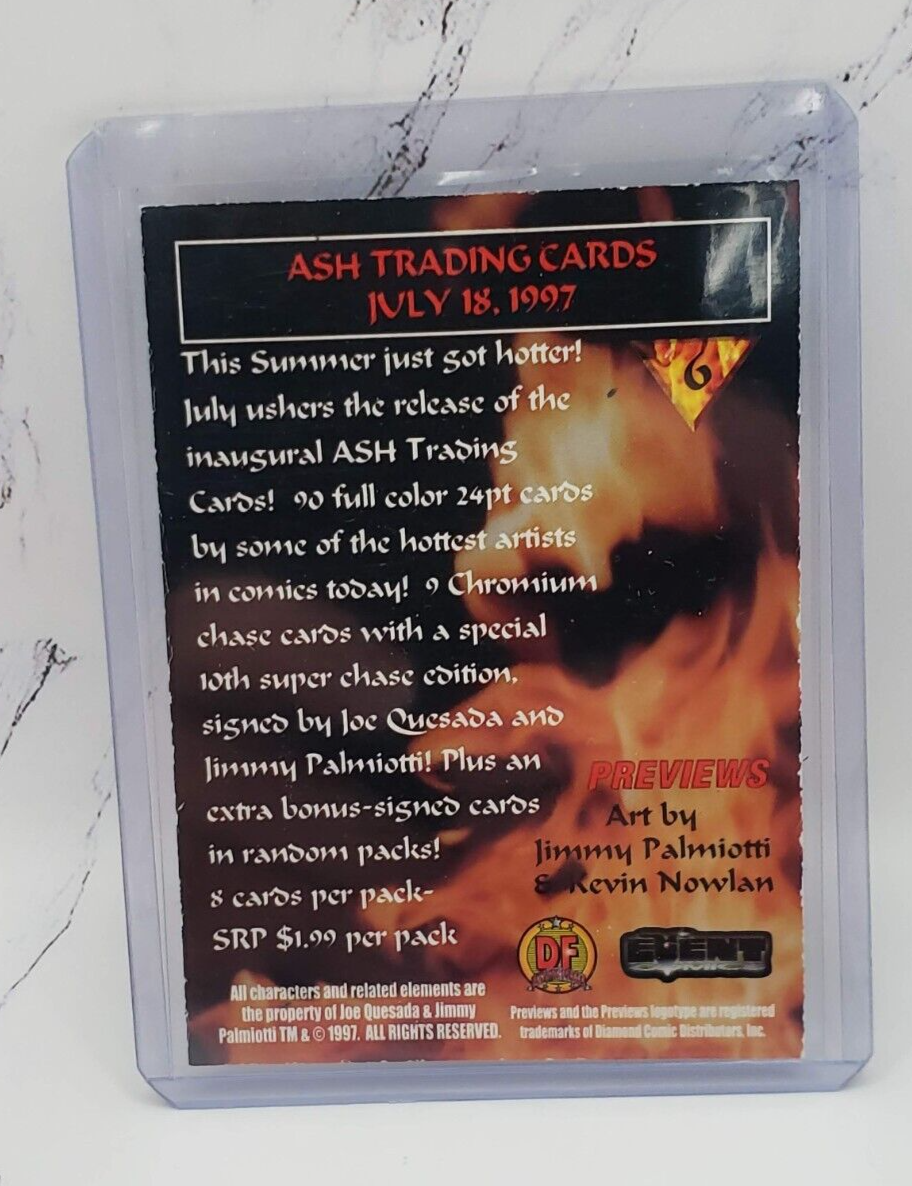 ASH TRADING CARDS
JULY 18, 1997
This Summer just got hotter!
6
July ushers the release of the
inaugural ASH Trading
Cards! 90 full color 24pt cards
by some of the hottest artists
in comics today! 9 Chromium
chase cards with a special
10th super chase edition,
signed by Joe Quesada and
Jimmy Palmiotti! Plus an
extra bonus-signed cards
in random packs!
8 cards per pack-
SRP $1.99 per pack
PREVIEWS
Art by
Jimmy Palmiotti
& Kevin Nowlan
DF
EVENT
COMICS
All characters and related elements are
the property of Joe Quesada & Jimmy
Palmiotti TM & © 1997. ALL RIGHTS RESERVED.
Previews and the Previews logotype are registered
trademarks of Diamond Comic Distributors, Inc.